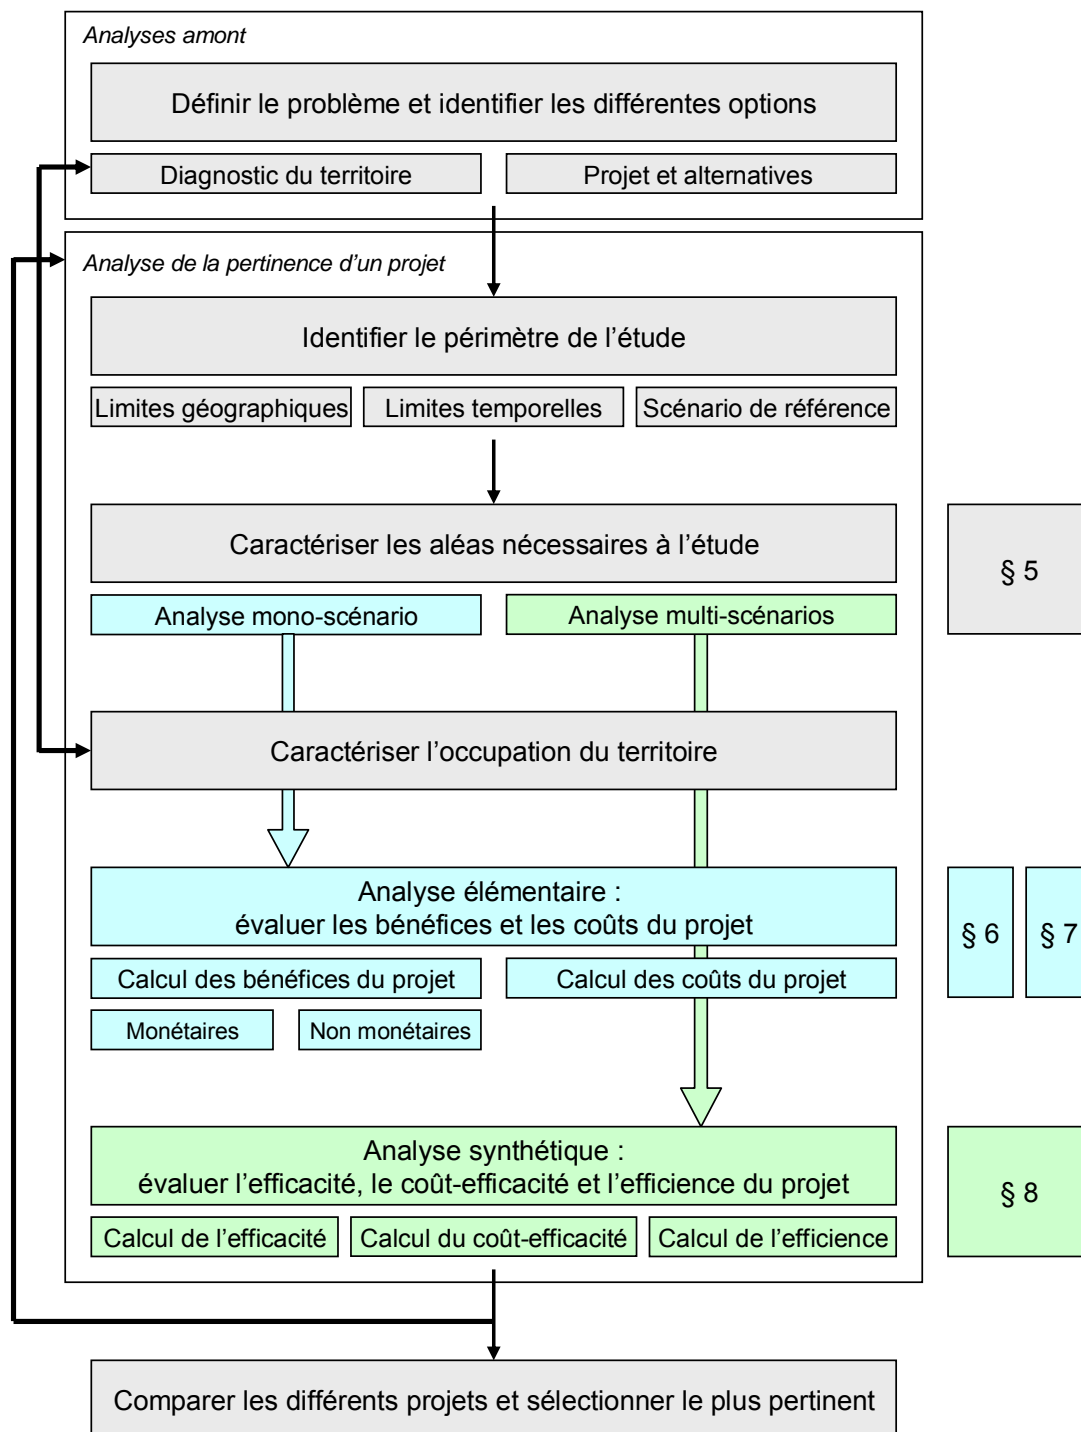 Analyses amont
Définir le problème et identifier les différentes options
Diagnostic du territoire
Projet et alternatives
Analyse de la pertinence d’un projet
Identifier le périmètre de l’étude
Limites géographiques
Limites temporelles
Scénario de référence
Caractériser les aléas nécessaires à l’étude
§ 5
Analyse mono-scénario
Analyse multi-scénarios
Caractériser l’occupation du territoire
Analyse élémentaire :
évaluer les bénéfices et les coûts du projet
§ 6
§ 7
Calcul des bénéfices du projet
Calcul des coûts du projet
Monétaires
Non monétaires
Analyse synthétique :
évaluer l’efficacité, le coût-efficacité et l’efficience du projet
§ 8
Calcul de l’efficacité
Calcul du coût-efficacité
Calcul de l’efficience
Comparer les différents projets et sélectionner le plus pertinent